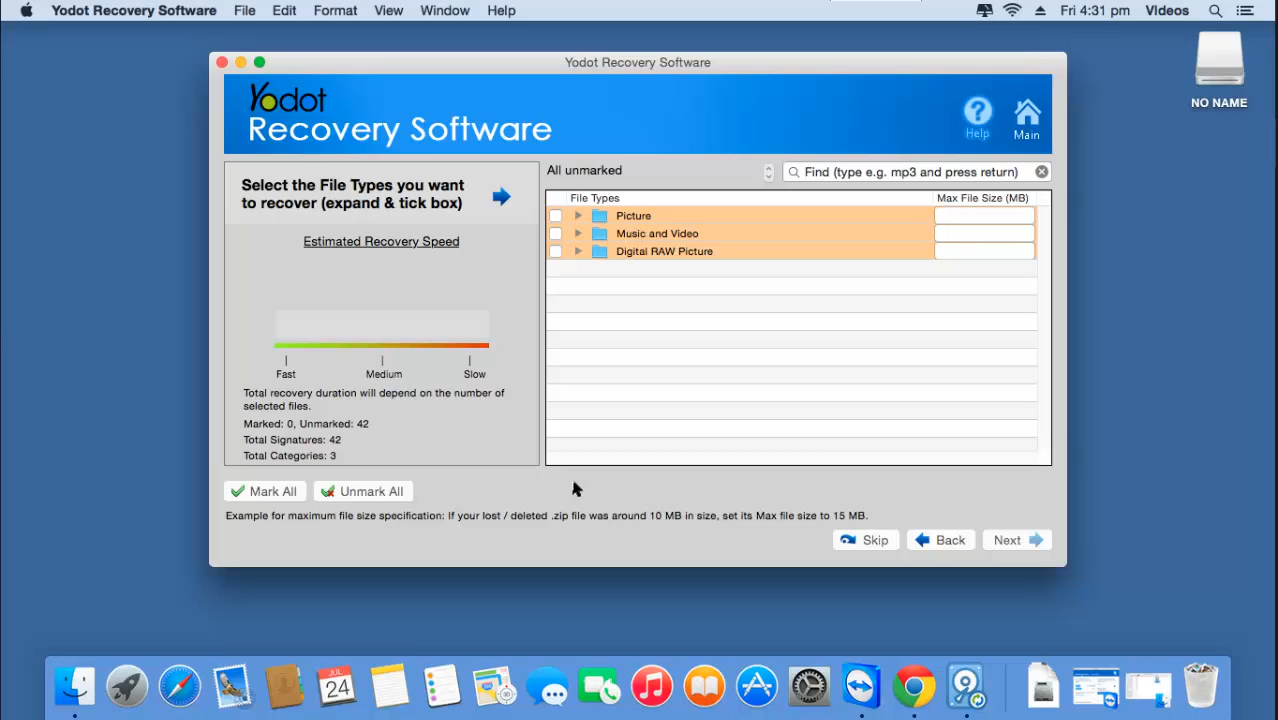 Yodot Recovery Software File Edit Format View Window Help Fri 4:31 pm Videos
NO NAME
Yodot Recovery Software
Yodot
Recovery Software
Help
Main
Select the File Types you want
to recover (expand & tick box)
Estimated Recovery Speed
Fast Medium Slow
Total recovery duration will depend on the number of
selected files.
Marked: 0, Unmarked: 42
Total Signatures: 42
Total Categories: 3
All unmarked
Find (type e.g. mp3 and press return)
File Types Max File Size (MB)
Picture
Music and Video
Digital RAW Picture
Mark All Unmark All
Example for maximum file size specification: If your lost / deleted .zip file was around 10 MB in size, set its Max file size to 15 MB.
Skip Back Next
JUL
24